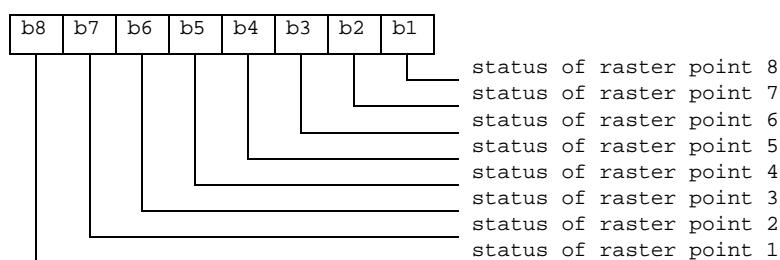 b8 b7 b6 b5 b4 b3 b2 b1
status of raster point 8
status of raster point 7
status of raster point 6
status of raster point 5
status of raster point 4
status of raster point 3
status of raster point 2
status of raster point 1